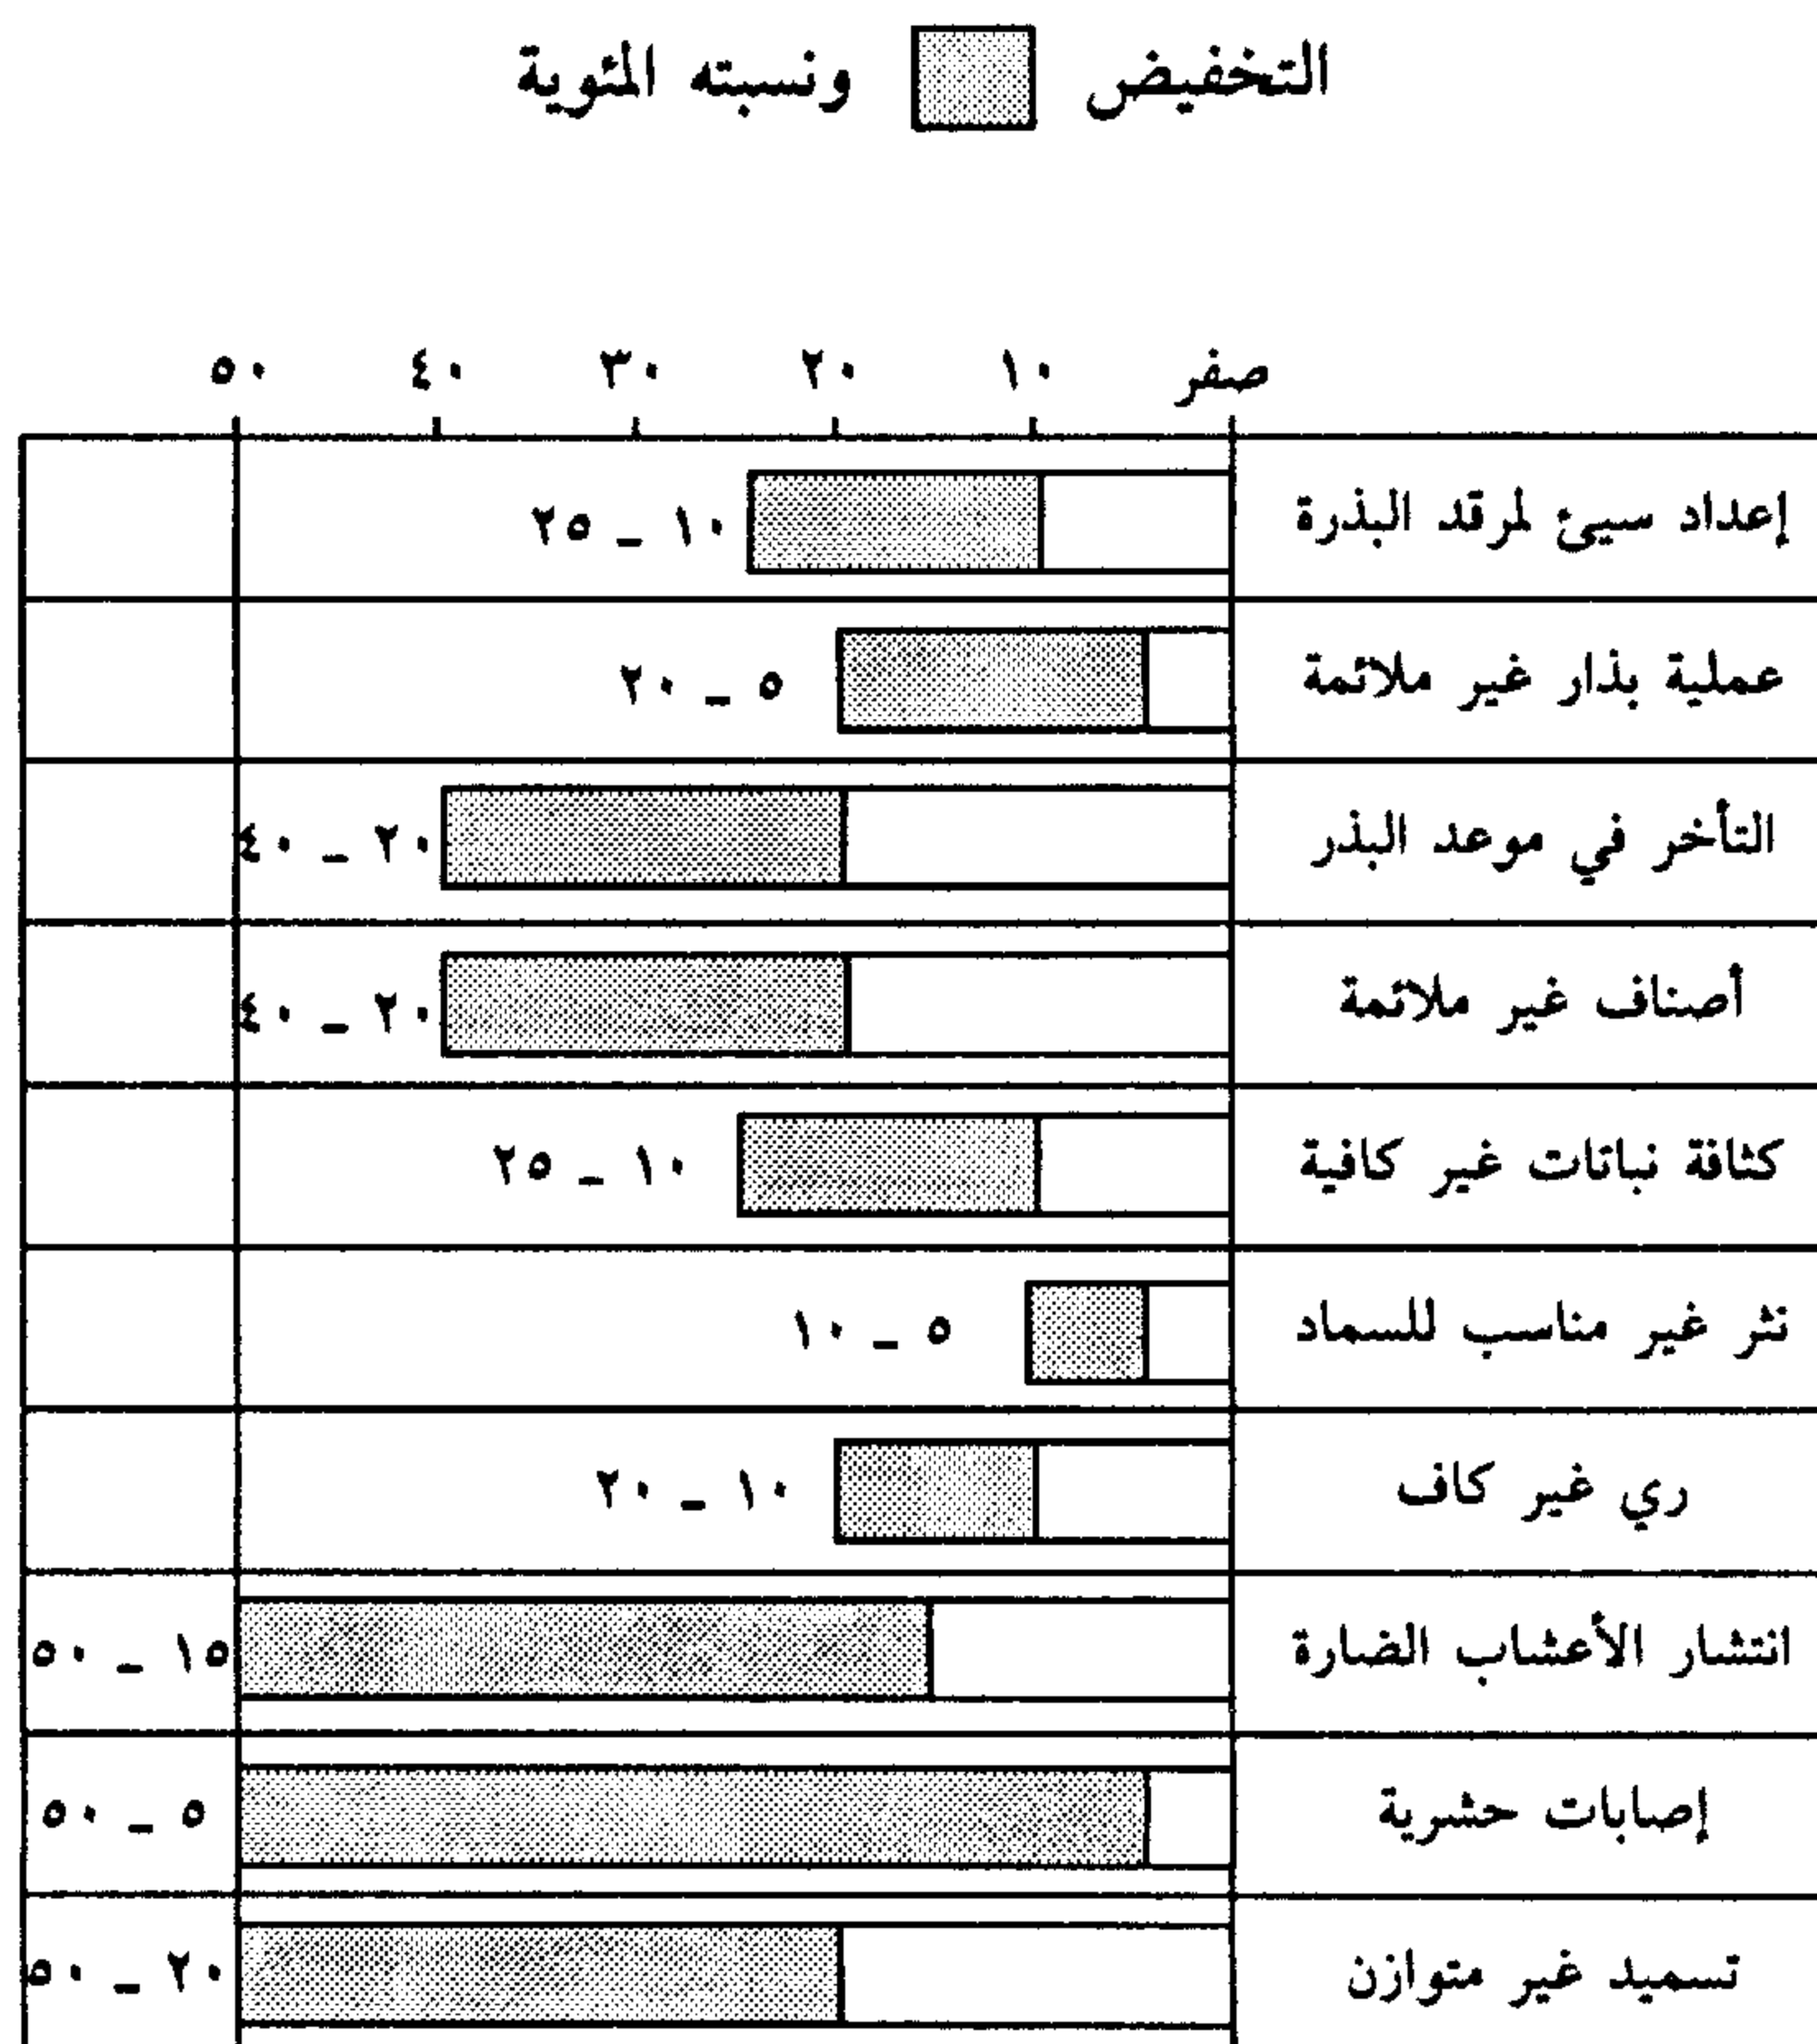 التخفيض ونسبته المئوية
صفر ١٠ ٢٠ ٣٠ ٤٠ ٥٠
إعداد سيئ لمرقد البذرة ١٠ - ٢٥
عملية بذار غير ملائمة ٥ - ٢٠
التأخر في موعد البذر ٢٠ - ٤٠
أصناف غير ملائمة ٢٠ - ٤٠
كثافة نباتات غير كافية ١٠ - ٢٥
نثر غير مناسب للسماد ٥ - ١٠
ري غير كاف ١٠ - ٢٠
انتشار الأعشاب الضارة ١٥ - ٥٠
إصابات حشرية ٥ - ٥٠
تسميد غير متوازن ٢٠ - ٥٠